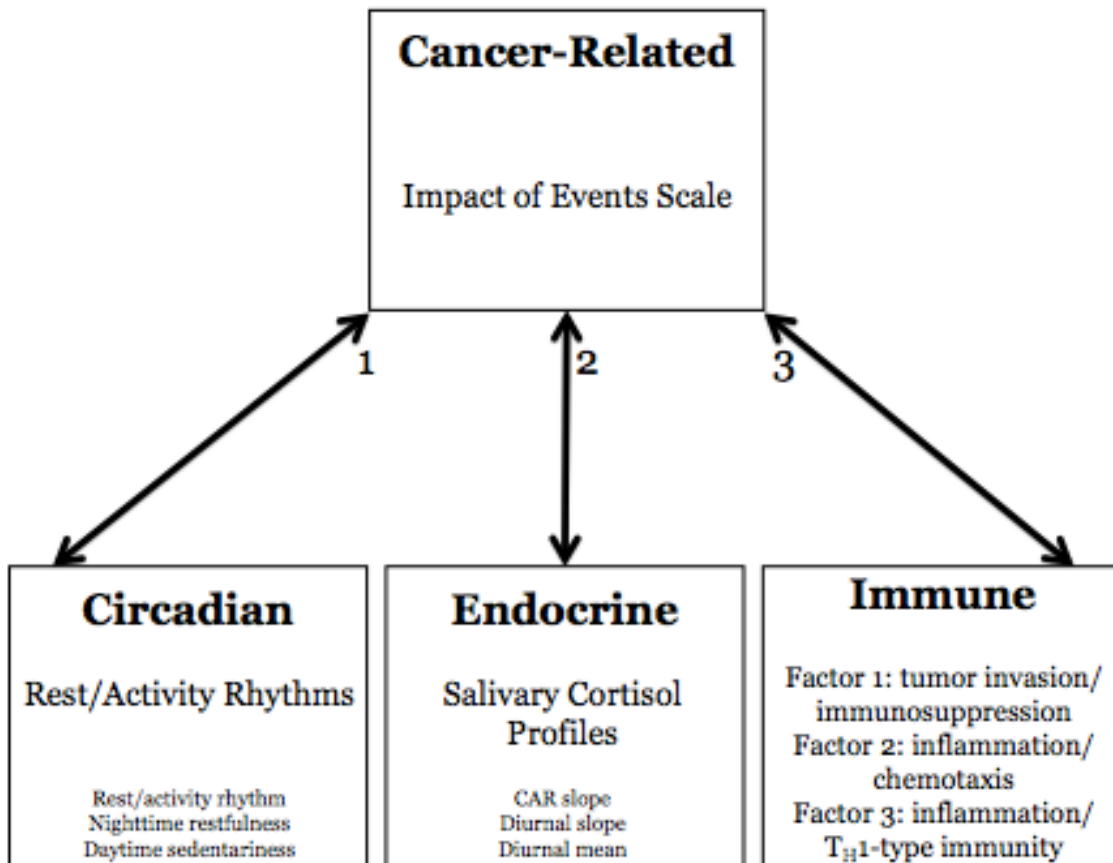 Cancer-Related
Impact of Events Scale
1
2
3
Circadian
Rest/Activity Rhythms
Rest/activity rhythm
Nighttime restfulness
Daytime sedentariness
Endocrine
Salivary Cortisol
Profiles
CAR slope
Diurnal slope
Diurnal mean
Immune
Factor 1: tumor invasion/
immunosuppression
Factor 2: inflammation/
chemotaxis
Factor 3: inflammation/
T_H1-type immunity